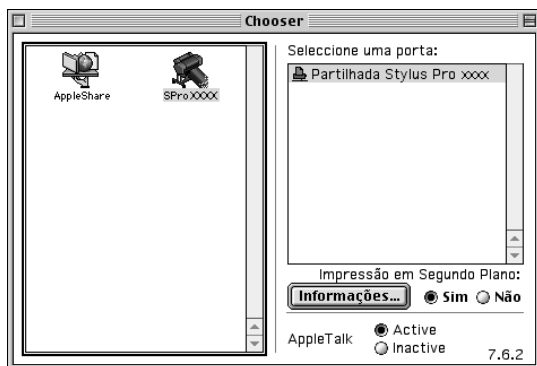 Chooser
AppleShare
SProXXXX
Seleccione uma porta:
Partilhada Stylus Pro xxxx
Impressão em Segundo Plano:
Informações... Sim Não
AppleTalk
Active
Inactive
7.6.2